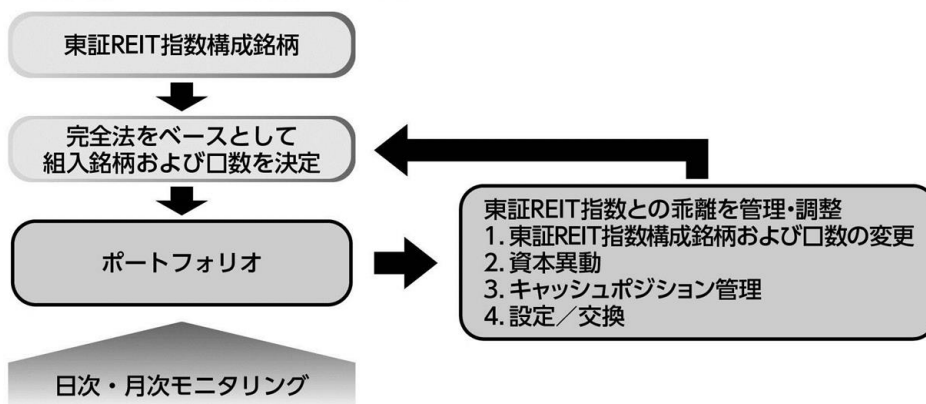 東証REIT指数構成銘柄
完全法をベースとして
組入銘柄および口数を決定
ポートフォリオ
東証REIT指数との乖離を管理・調整
1. 東証REIT指数構成銘柄および口数の変更
2. 資本異動
3. キャッシュポジション管理
4. 設定／交換
日次・月次モニタリング